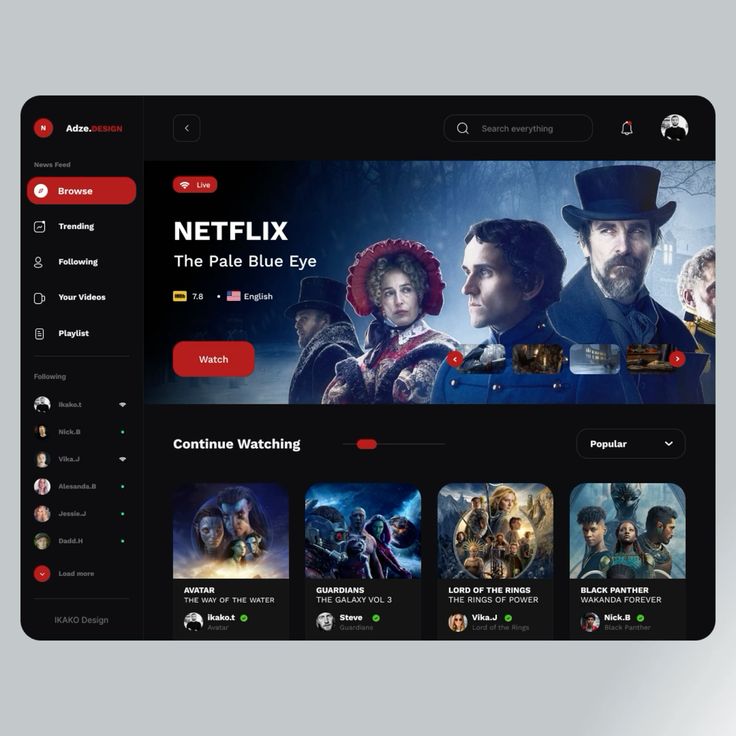 N
Adze.DESIGN
Search everything
News Feed
Browse
Trending
Following
Your Videos
Playlist
Following
Ikako.t
Nick.B
Vika.J
Alesanda.B
Jessie.J
Dadd.H
Load more
IKAKO Design
Live
NETFLIX
The Pale Blue Eye
7.8 • English
Watch
Continue Watching
Popular
AVATAR
THE WAY OF THE WATER
ikako.t
Avatar
GUARDIANS
THE GALAXY VOL 3
Steve
Guardians
LORD OF THE RINGS
THE RINGS OF POWER
Vika.J
Lord of the Rings
BLACK PANTHER
WAKANDA FOREVER
Nick.B
Black Panther